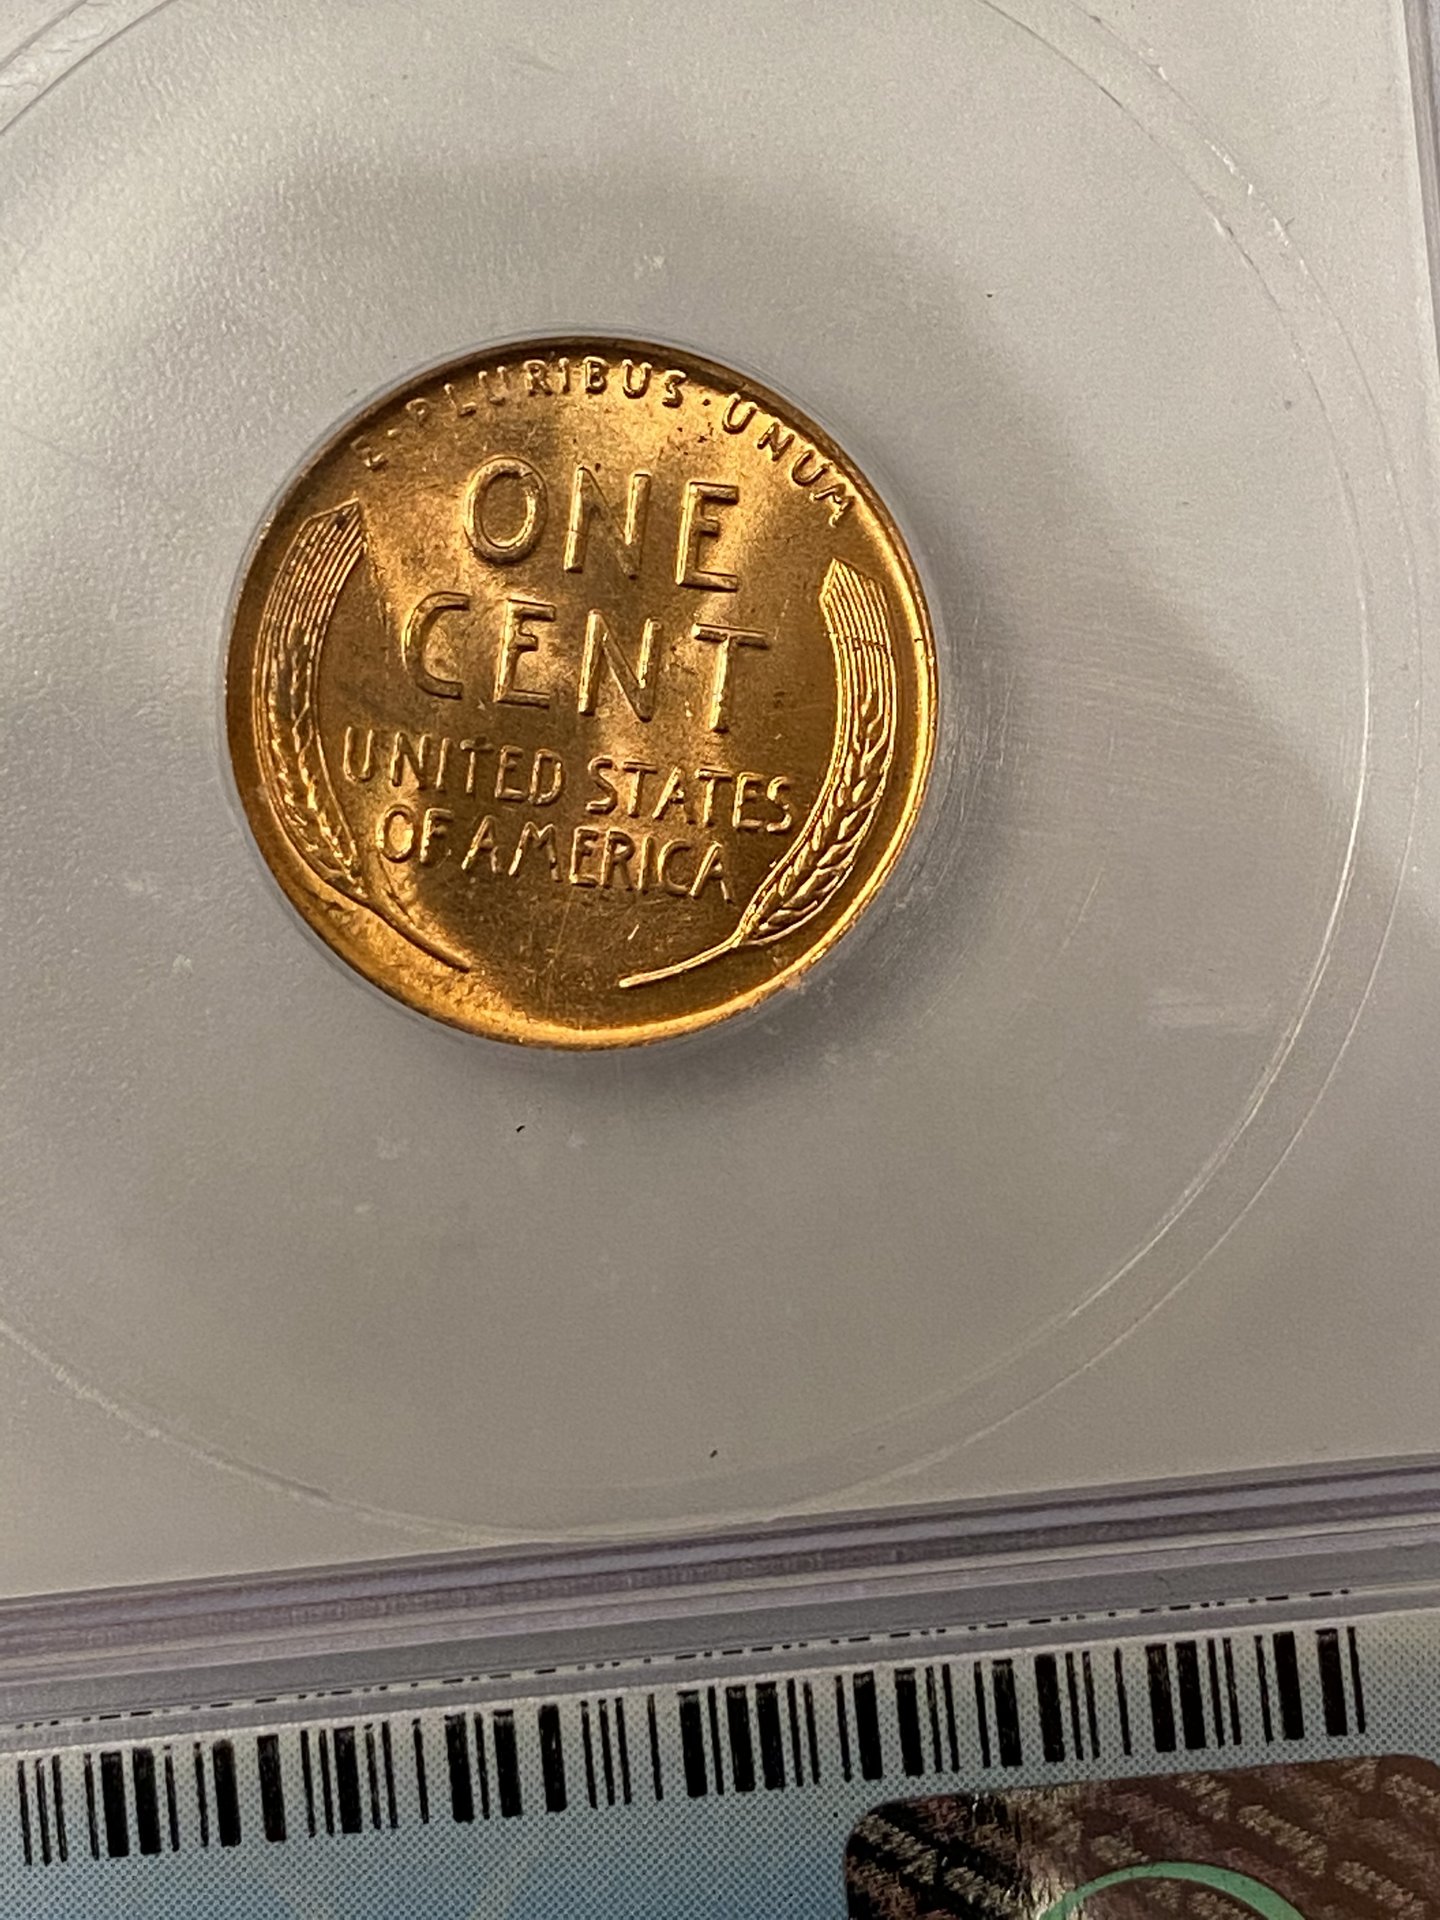 E·PLURIBUS·UNUM
ONE
CENT
UNITED STATES
OF AMERICA